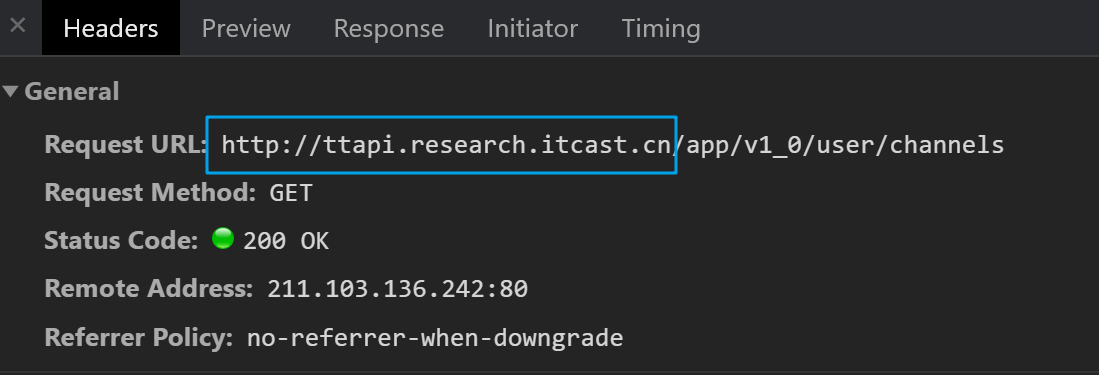 Headers Preview Response Initiator Timing
General
Request URL: http://ttapi.research.itcast.cn/app/v1_0/user/channels
Request Method: GET
Status Code: 200 OK
Remote Address: 211.103.136.242:80
Referrer Policy: no-referrer-when-downgrade